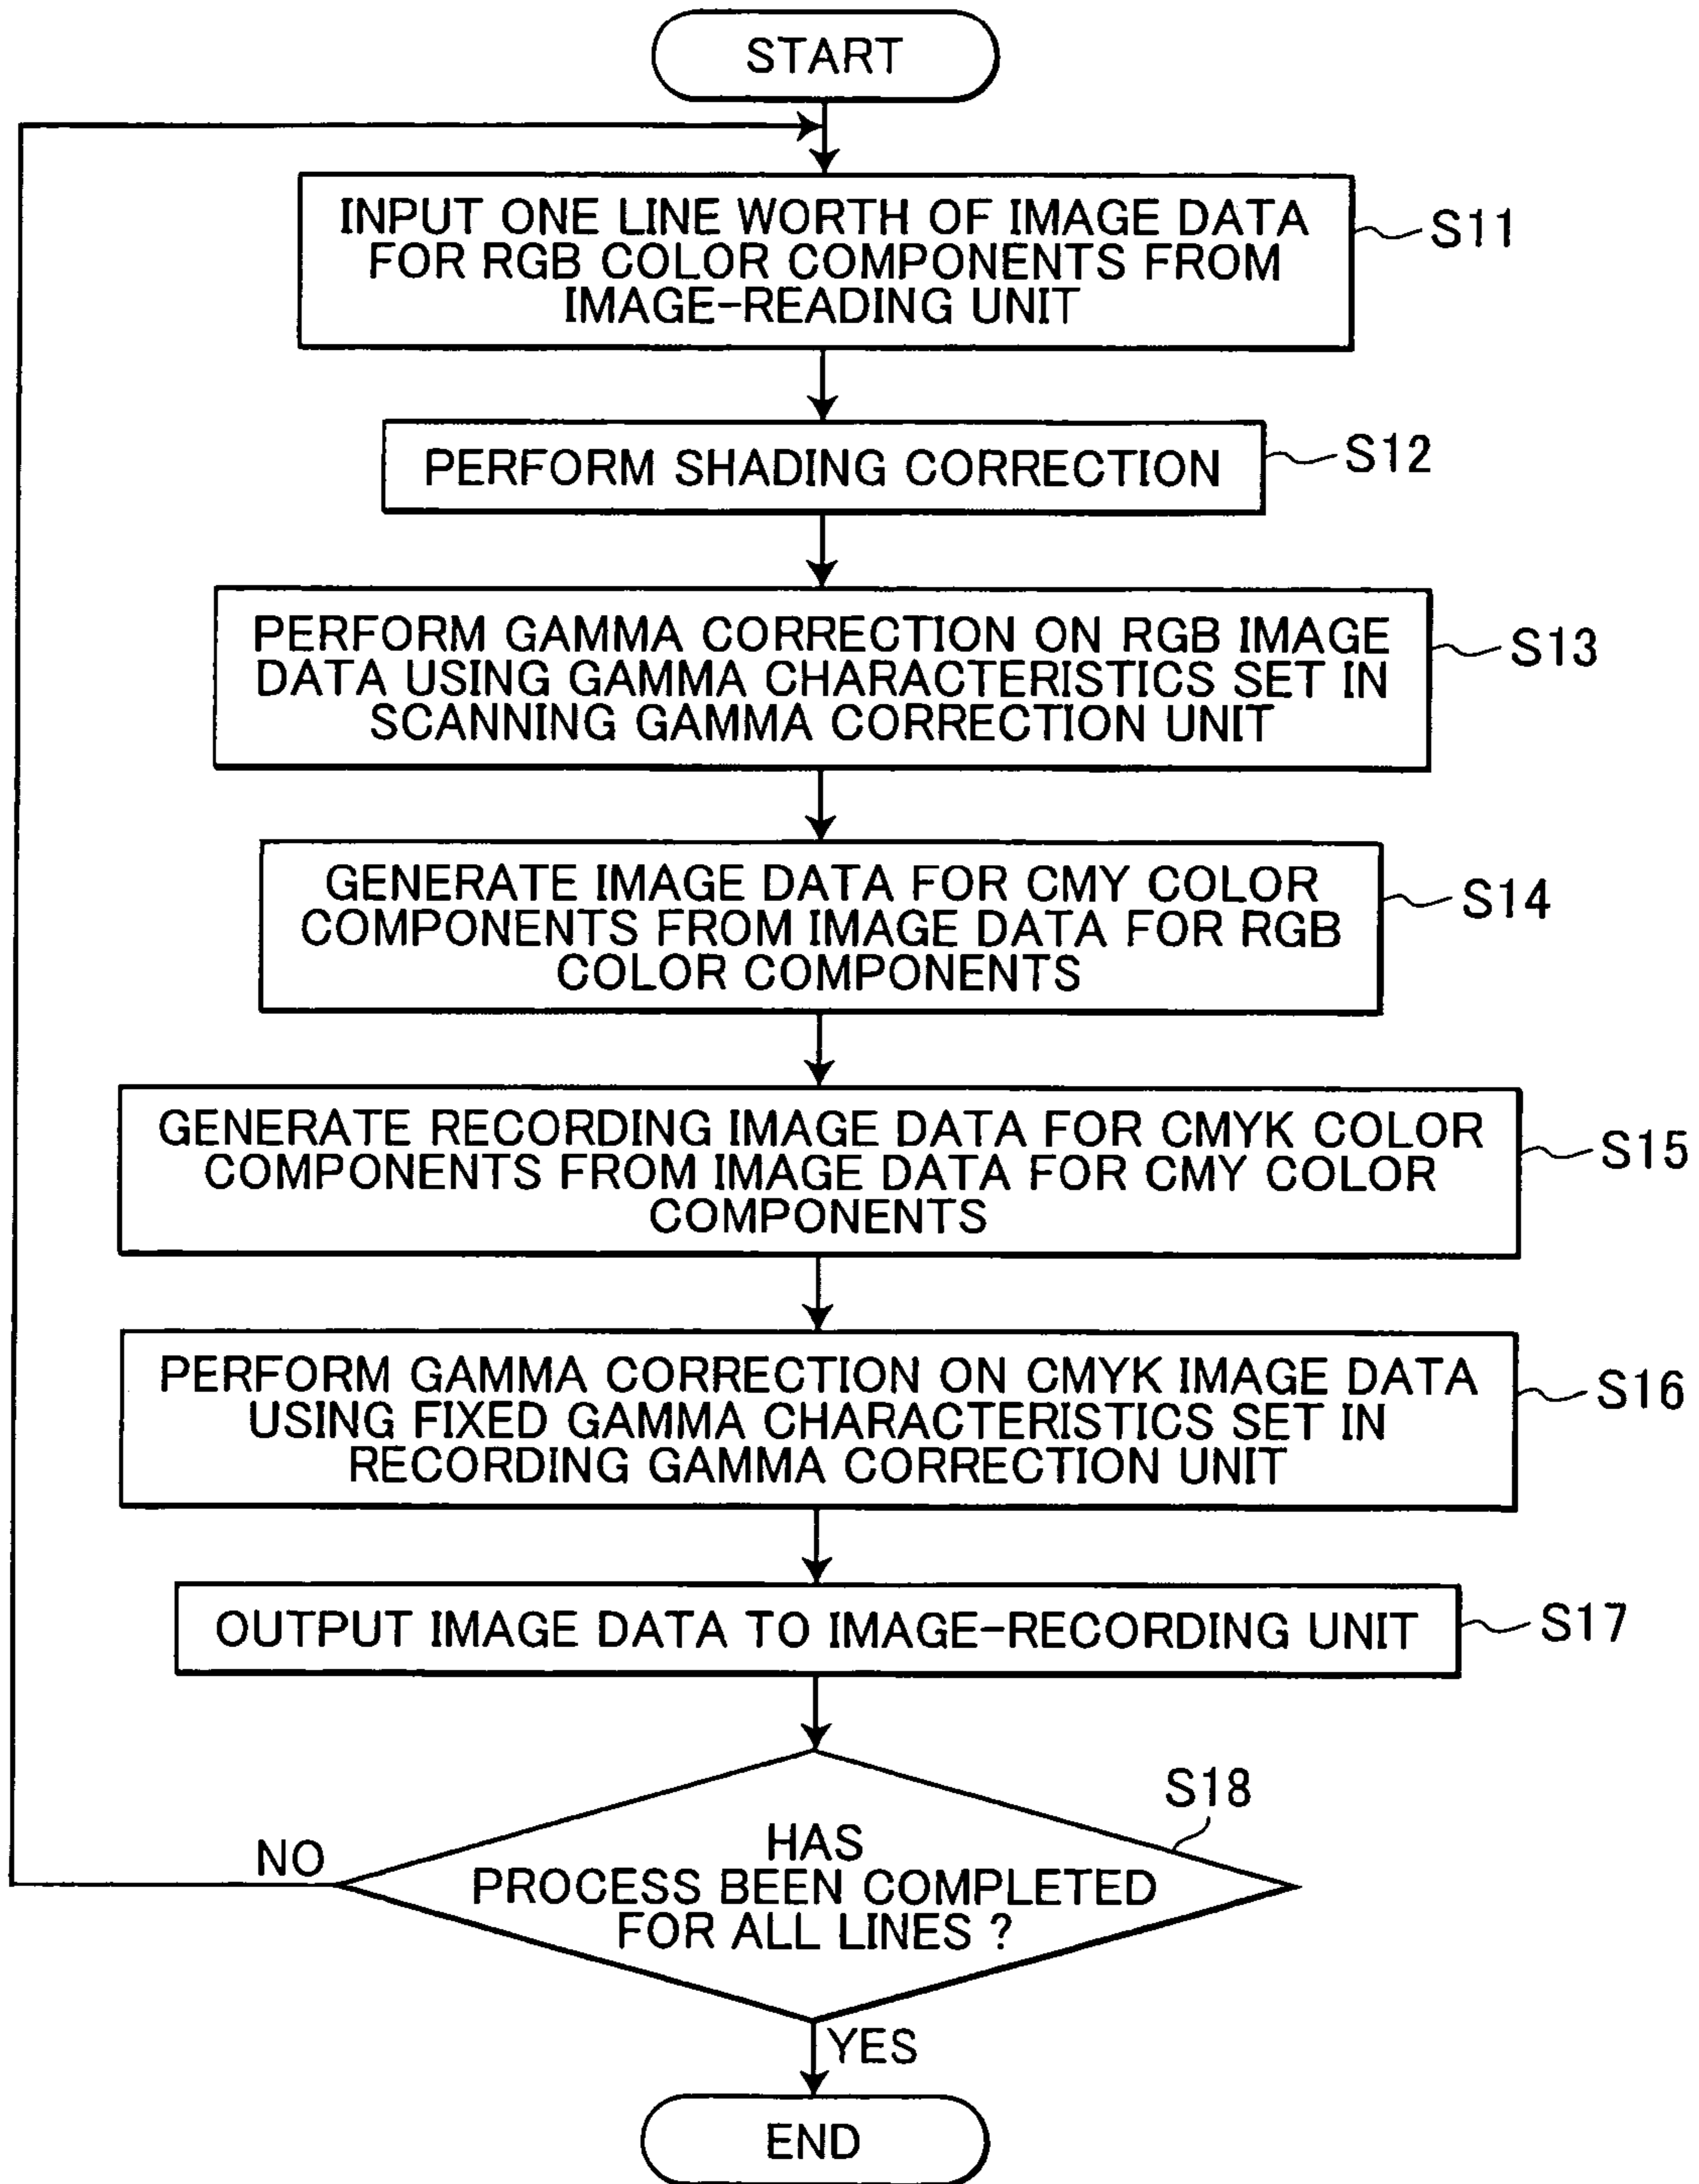 START
INPUT ONE LINE WORTH OF IMAGE DATA
FOR RGB COLOR COMPONENTS FROM
IMAGE-READING UNIT
S11
PERFORM SHADING CORRECTION
S12
PERFORM GAMMA CORRECTION ON RGB IMAGE
DATA USING GAMMA CHARACTERISTICS SET IN
SCANNING GAMMA CORRECTION UNIT
S13
GENERATE IMAGE DATA FOR CMY COLOR
COMPONENTS FROM IMAGE DATA FOR RGB
COLOR COMPONENTS
S14
GENERATE RECORDING IMAGE DATA FOR CMYK COLOR
COMPONENTS FROM IMAGE DATA FOR CMY COLOR
COMPONENTS
S15
PERFORM GAMMA CORRECTION ON CMYK IMAGE DATA
USING FIXED GAMMA CHARACTERISTICS SET IN
RECORDING GAMMA CORRECTION UNIT
S16
OUTPUT IMAGE DATA TO IMAGE-RECORDING UNIT
S17
S18
HAS
PROCESS BEEN COMPLETED
FOR ALL LINES ?
NO
YES
END